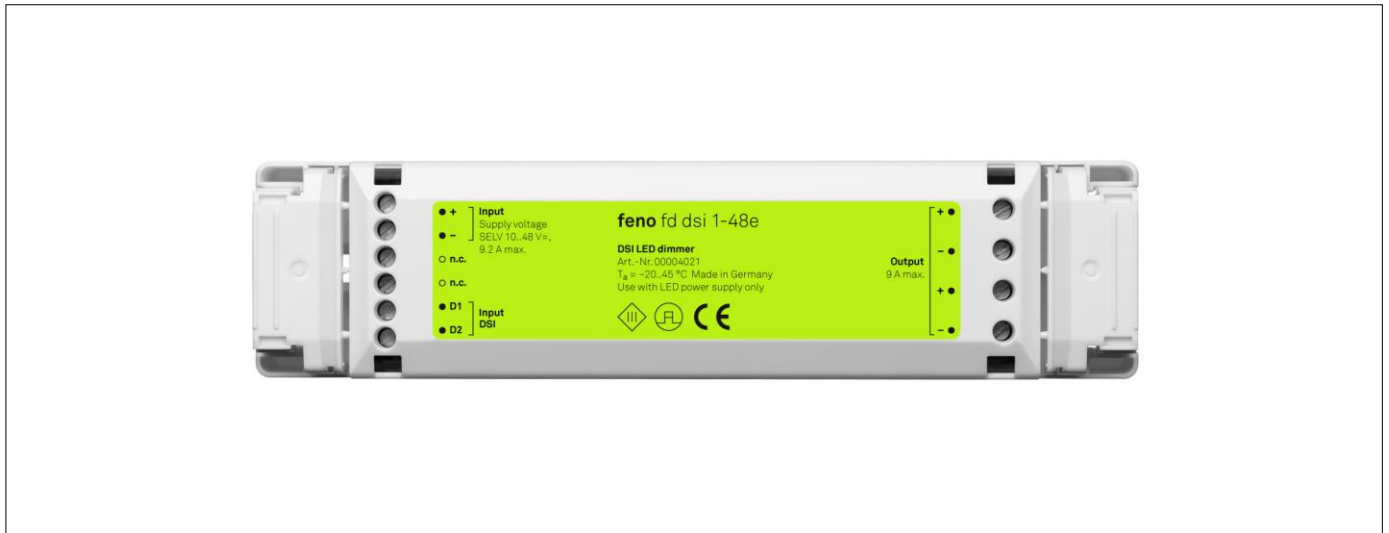 +
Input
Supply voltage
–
SELV 10..48 V=,
9.2 A max.
n.c.
n.c.
D1
Input
DSI
D2
feno fd dsi 1-48e
DSI LED dimmer
Art.-Nr. 00004021
Ta = –20..45 °C Made in Germany
Use with LED power supply only
III
CE
+
–
Output
9 A max.
+
–